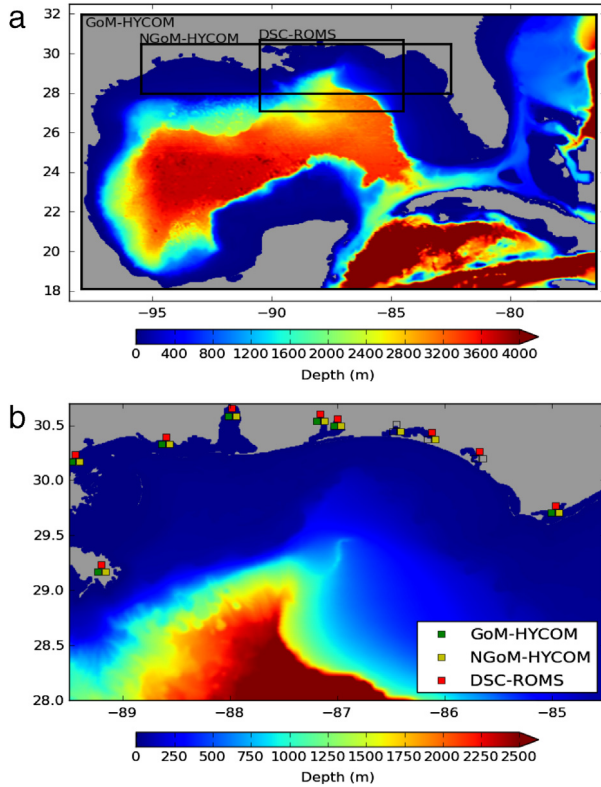 a
GoM-HYCOM
NGoM-HYCOM
DSC-ROMS
32
30
28
26
24
22
20
18
−95 −90 −85 −80
0 400 800 1200 1600 2000 2400 2800 3200 3600 4000
Depth (m)
b
30.5
30.0
29.5
29.0
28.5
28.0
GoM-HYCOM
NGoM-HYCOM
DSC-ROMS
−89 −88 −87 −86 −85
0 250 500 750 1000 1250 1500 1750 2000 2250 2500
Depth (m)